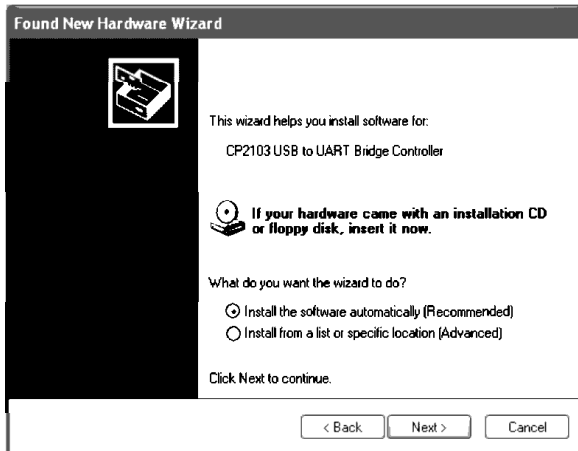 Found New Hardware Wizard
This wizard helps you install software for:
CP2103 USB to UART Bridge Controller
If your hardware came with an installation CD
or floppy disk, insert it now.
What do you want the wizard to do?
Install the software automatically (Recommended)
Install from a list or specific location (Advanced)
Click Next to continue.
< Back Next > Cancel